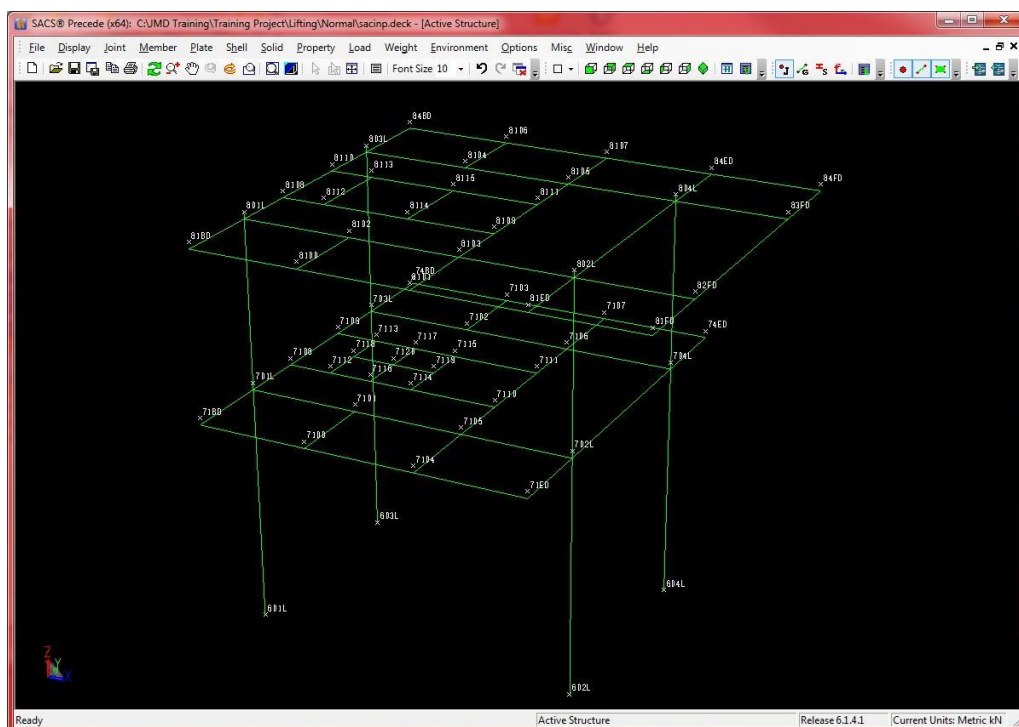 SACS® Precede (x64): C:\UMD Training\Training Project\Lifting\Normal\sacinp.deck - [Active Structure]
File Display Joint Member Plate Shell Solid Property Load Weight Environment Options Misc Window Help
Font Size 10
84BD
8106
803L
8107
8104
8110
8113
84ED
8105
84FD
8108
8112
8115
8111
804L
801L
8114
8109
83FD
8102
81BD
8103
8100
802L
74BD
7103
82FD
703L
81ED
7107
7102
81FD
74ED
7109
7113
7117
7106
7118
7115
7108
7112
7120
7119
7111
704L
701L
7116
7114
7110
7101
71BD
7105
7100
702L
7104
71ED
603L
604L
601L
602L
Z
Y
X
Ready
Active Structure
Release 6.1.4.1
Current Units: Metric kN